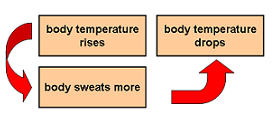 body temperature
rises
body sweats more
body temperature
drops